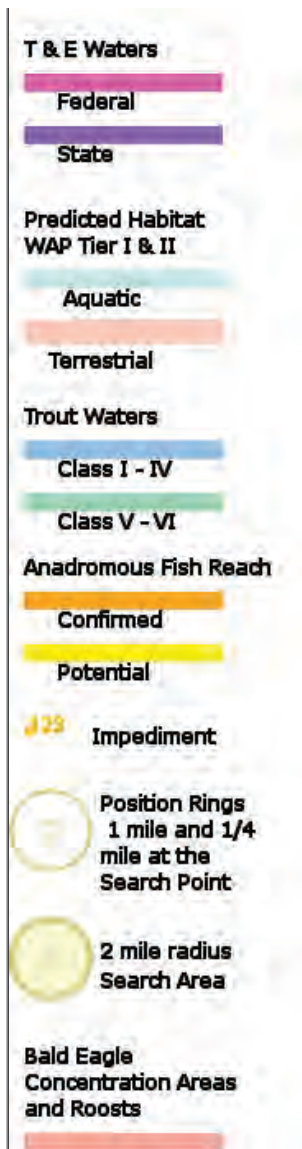 T & E Waters
Federal
State
Predicted Habitat
WAP Tier I & II
Aquatic
Terrestrial
Trout Waters
Class I - IV
Class V - VI
Anadromous Fish Reach
Confirmed
Potential
Impediment
Position Rings
1 mile and 1/4
mile at the
Search Point
2 mile radius
Search Area
Bald Eagle
Concentration Areas
and Roosts